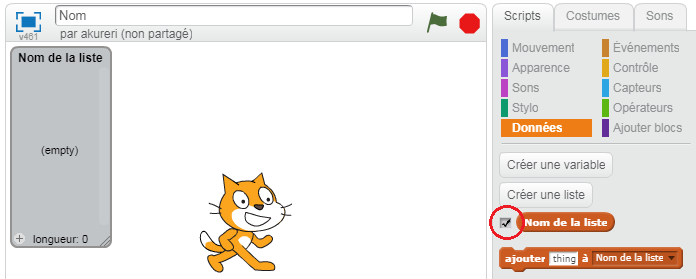 Nom
v461
par akureri (non partagé)
Nom de la liste
(empty)
longueur: 0
Scripts
Costumes
Sons
Mouvement
Apparence
Sons
Stylo
Données
Évènements
Contrôle
Capteurs
Opérateurs
Ajouter blocs
Créer une variable
Créer une liste
Nom de la liste
ajouter thing à Nom de la liste